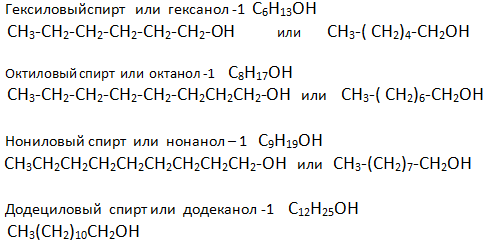 Гексиловыйспирт или гексанол -1 C₆H₁₃OH
CH₃-CH₂-CH₂-CH₂-CH₂-CH₂-OH или CH₃-( CH₂)₄-CH₂OH
Октиловый спирт или октанол -1 C₈H₁₇OH
CH₃-CH₂-CH₂-CH₂-CH₂-CH₂CH₂CH₂-OH или CH₃-( CH₂)₆-CH₂OH
Нониловый спирт или нонанол – 1 C₉H₁₉OH
CH₃CH₂CH₂CH₂CH₂CH₂CH₂CH₂CH₂-OH или CH₃-(CH₂)₇-CH₂OH
Додециловый спирт или додеканол -1 C₁₂H₂₅OH
CH₃(CH₂)₁₀CH₂OH